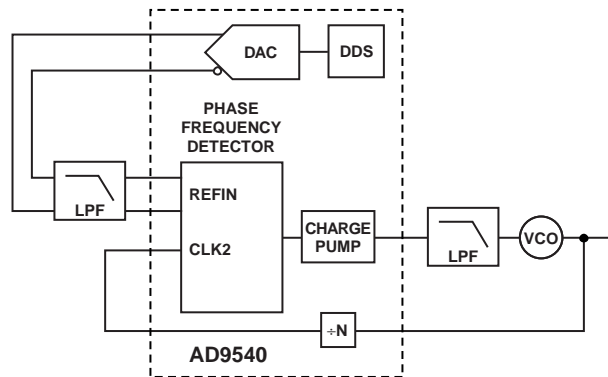 DAC
DDS
PHASE
FREQUENCY
DETECTOR
REFIN
LPF
CLK2
CHARGE
PUMP
LPF
VCO
÷N
AD9540